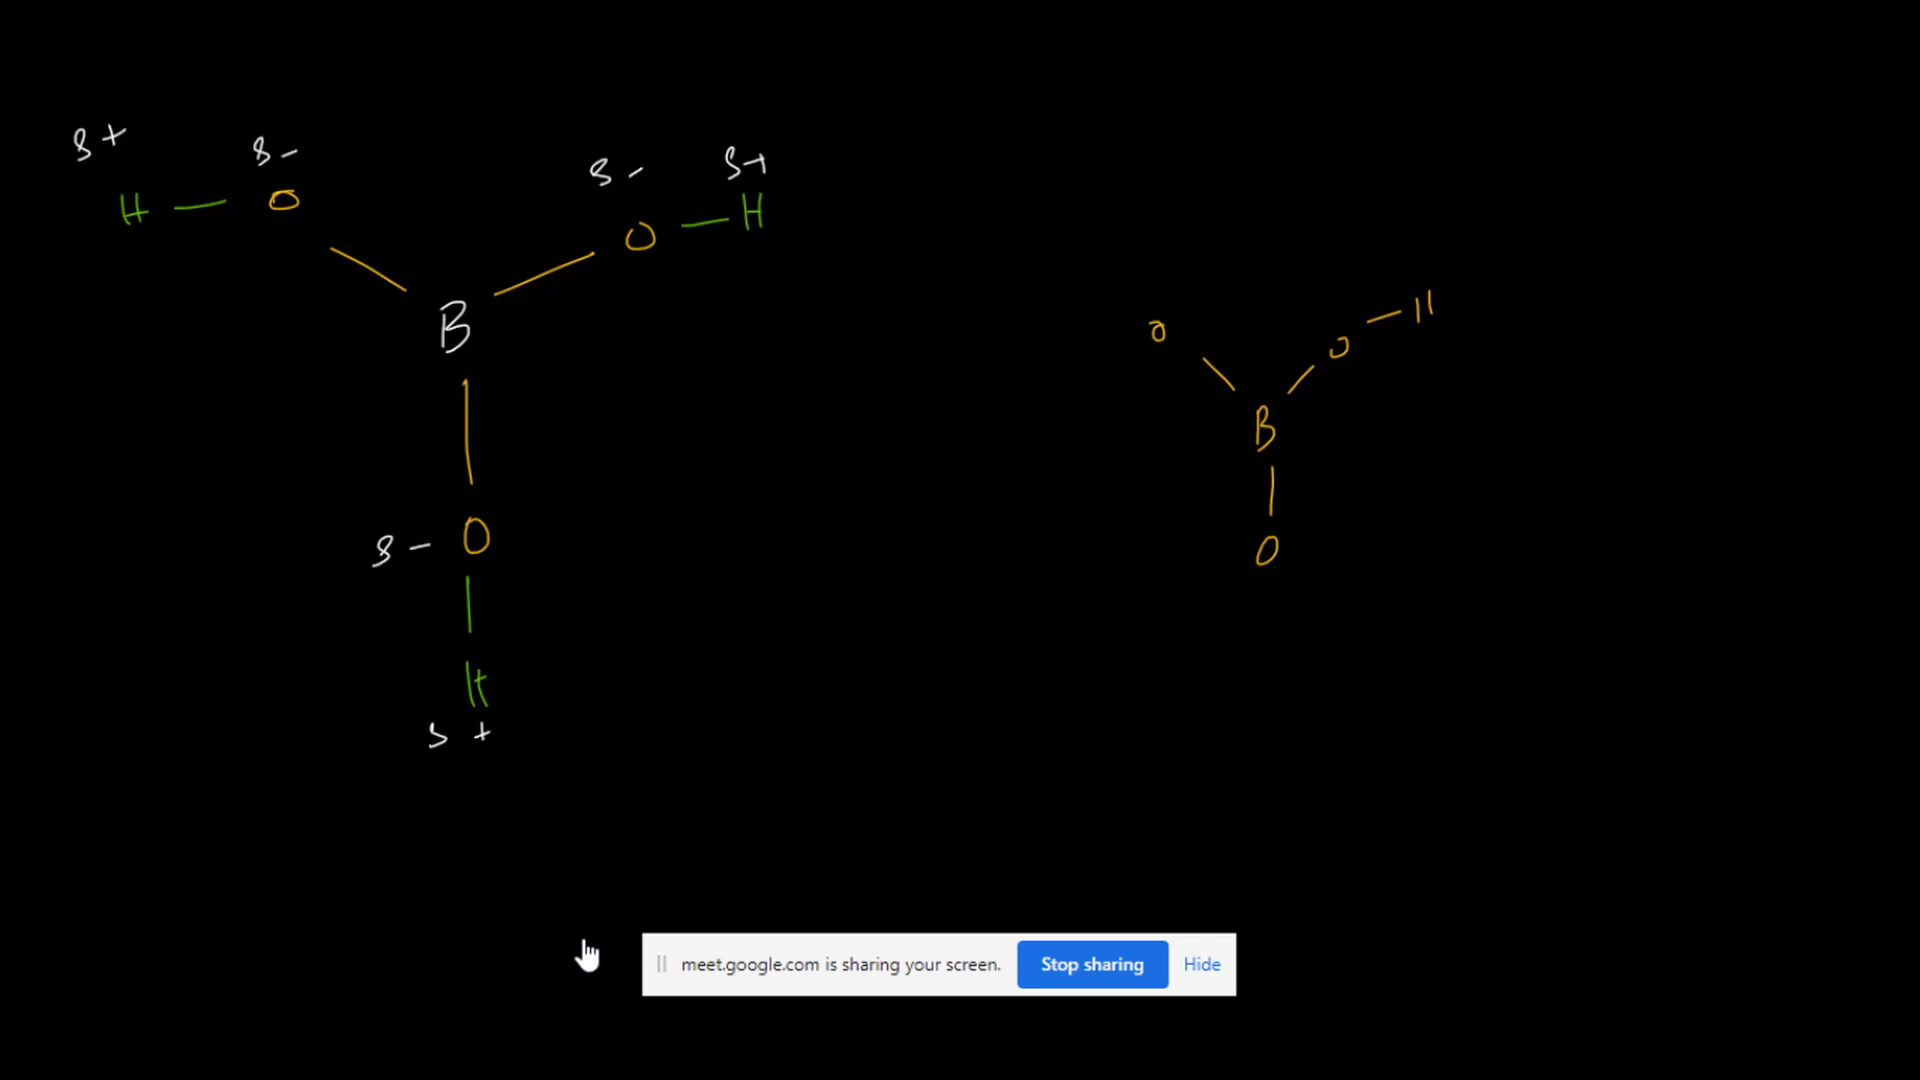 δ+ δ- δ- δ+
H — O O — H
B
δ- O
H
δ+
O O — H
B
O
meet.google.com is sharing your screen. Stop sharing Hide